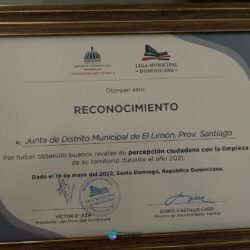 LIGA MUNICIPAL
DOMINICANA
Otorgan este:
RECONOCIMIENTO
A: Junta de Distrito Municipal de El Limón, Prov. Santiago
Por haber obtenido buenos niveles de percepción ciudadana con la limpieza
de su territorio durante el año 2021.
Dado el 19 de mayo del 2022, Santo Domingo, República Dominicana.
VÍCTOR D´ AZA
Presidente Liga Municipal Dominicana
DARÍO CASTILLO LUGO
Ministro de Administración Pública